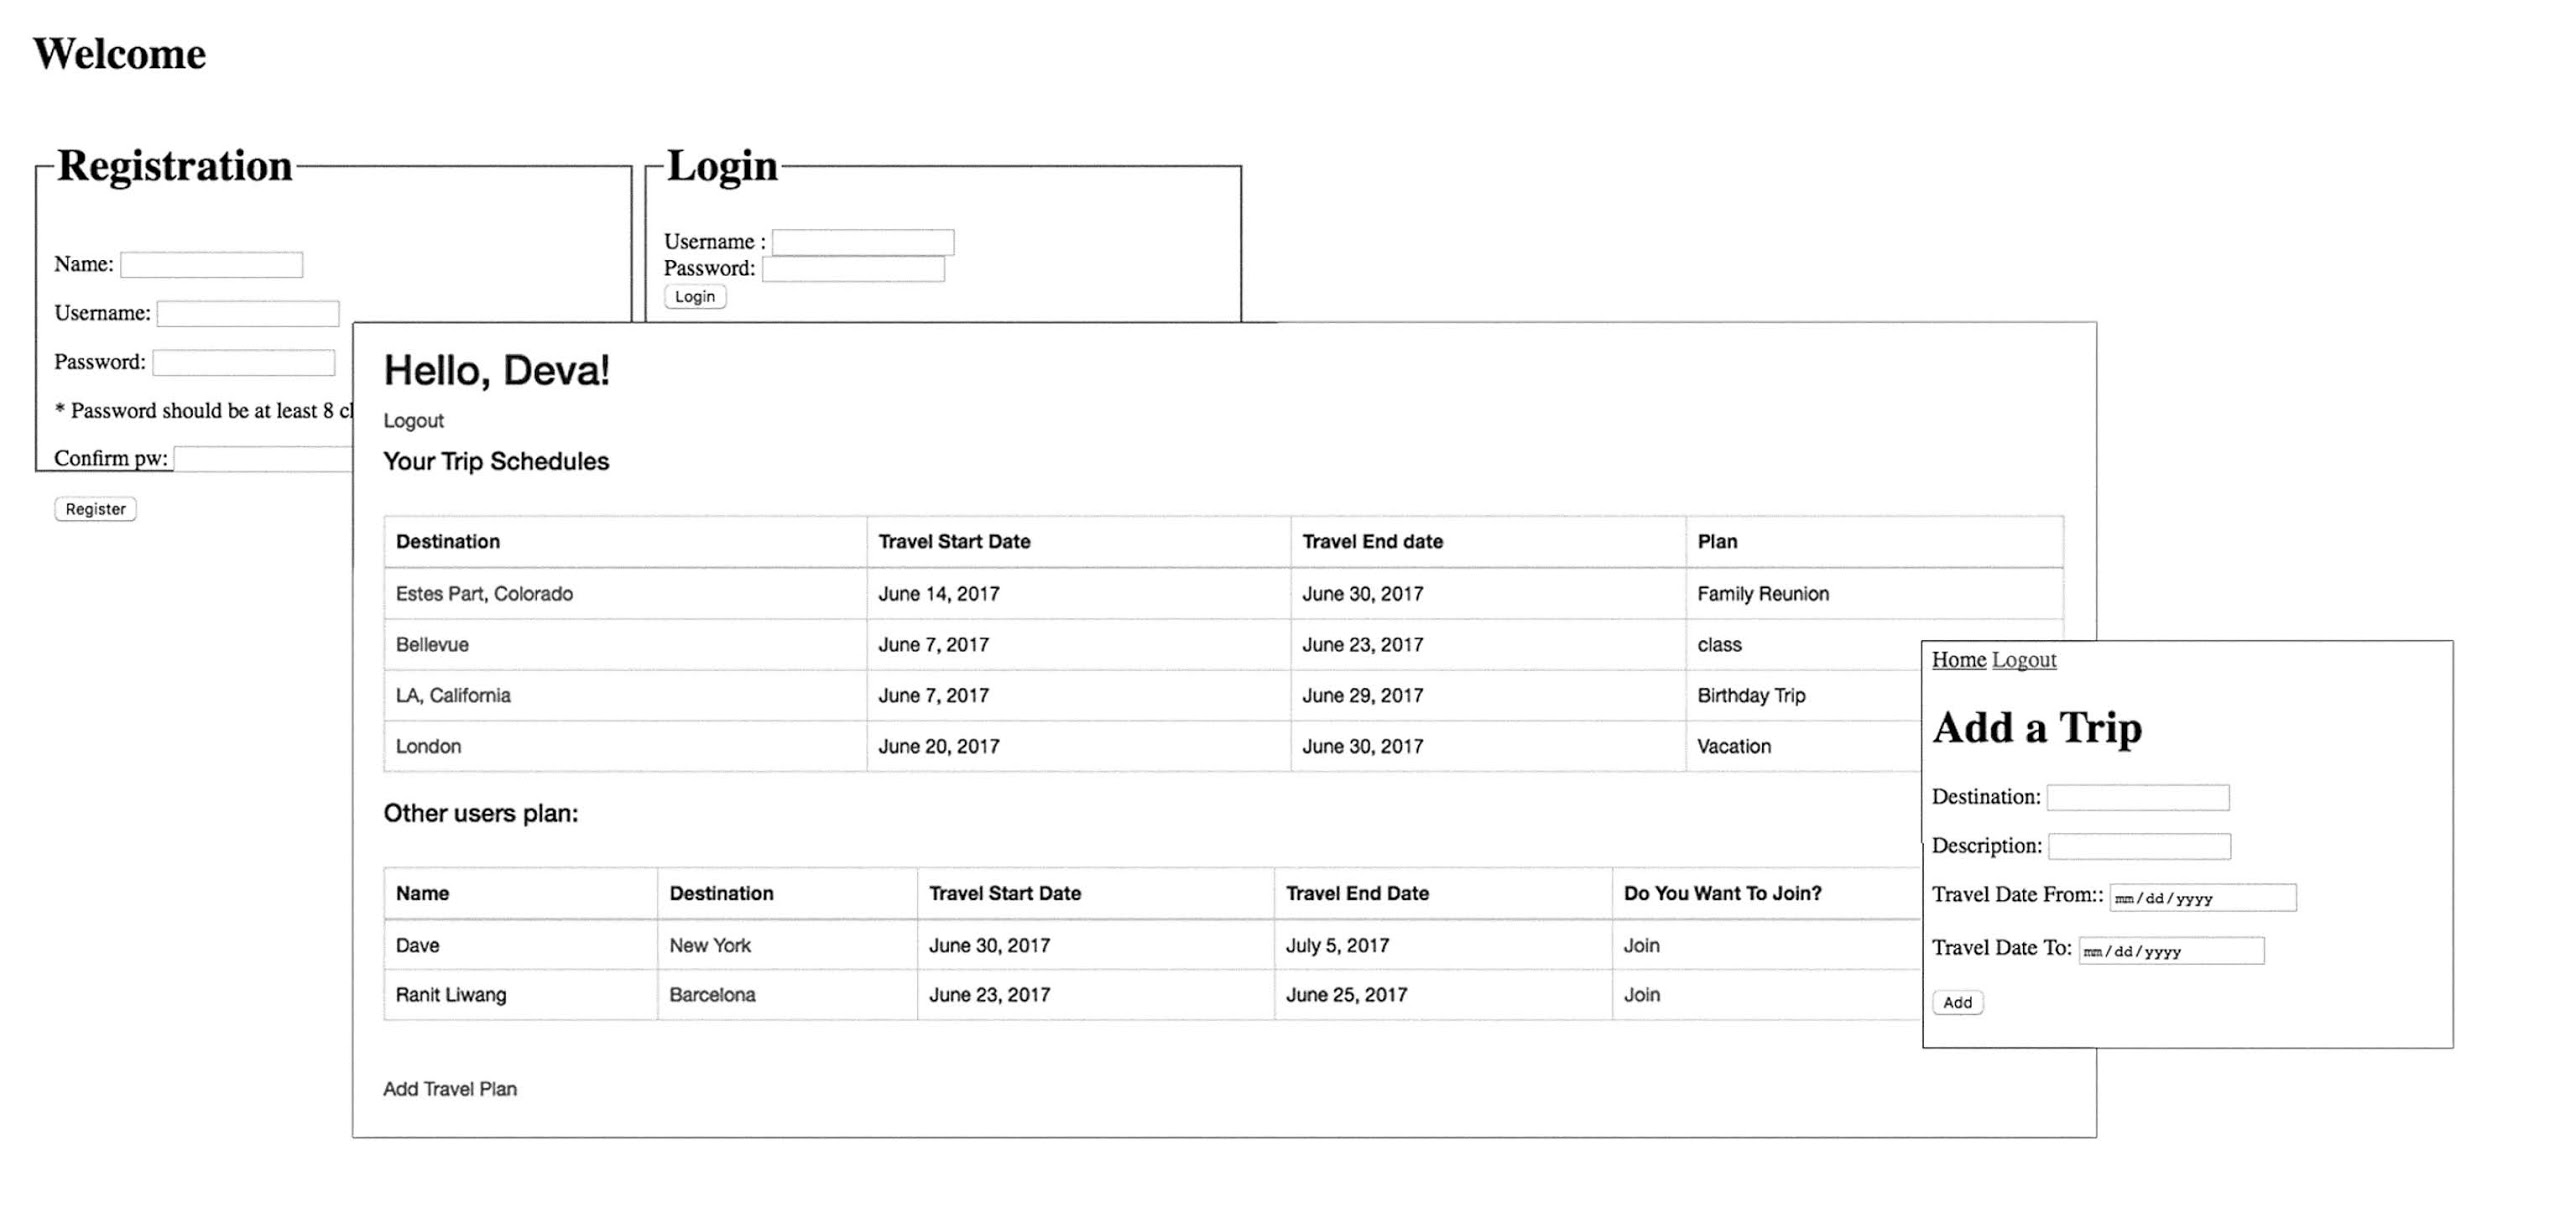 Welcome
Registration
Name:
Username:
Password:
* Password should be at least 8
Confirm pw:
Register
Login
Username :
Password:
Login
Hello, Deva!
Logout
Your Trip Schedules
Destination Travel Start Date Travel End date Plan
Estes Part, Colorado June 14, 2017 June 30, 2017 Family Reunion
Bellevue June 7, 2017 June 23, 2017 class
LA, California June 7, 2017 June 29, 2017 Birthday Trip
London June 20, 2017 June 30, 2017 Vacation
Other users plan:
Name Destination Travel Start Date Travel End Date Do You Want To Join?
Dave New York June 30, 2017 July 5, 2017 Join
Ranit Liwang Barcelona June 23, 2017 June 25, 2017 Join
Add Travel Plan
Home Logout
Add a Trip
Destination:
Description:
Travel Date From:: mm/dd/yyyy
Travel Date To: mm/dd/yyyy
Add